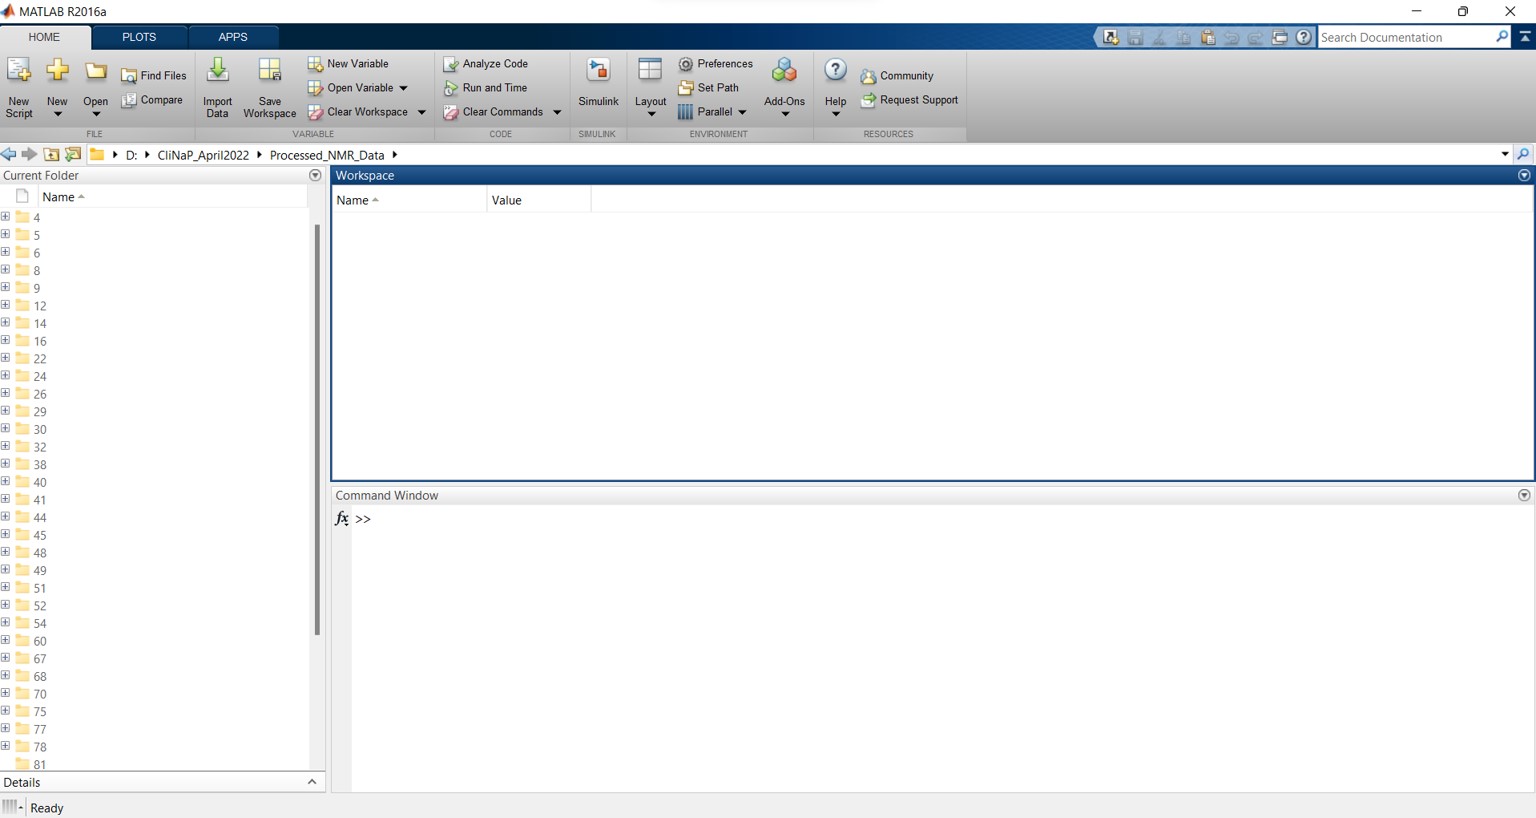 MATLAB R2016a
HOME PLOTS APPS
Search Documentation
New Script
New
Open
Find Files
Compare
FILE
Import Data
Save Workspace
New Variable
Open Variable
Clear Workspace
VARIABLE
Analyze Code
Run and Time
Clear Commands
CODE
Simulink
SIMULINK
Layout
Preferences
Set Path
Parallel
Add-Ons
ENVIRONMENT
Help
Community
Request Support
RESOURCES
D: CliNaP_April2022 Processed_NMR_Data
Current Folder
Name
4
5
6
8
9
12
14
16
22
24
26
29
30
32
38
40
41
44
45
48
49
51
52
54
60
67
68
70
75
77
78
81
Details
Workspace
Name Value
Command Window
fx >>
Ready